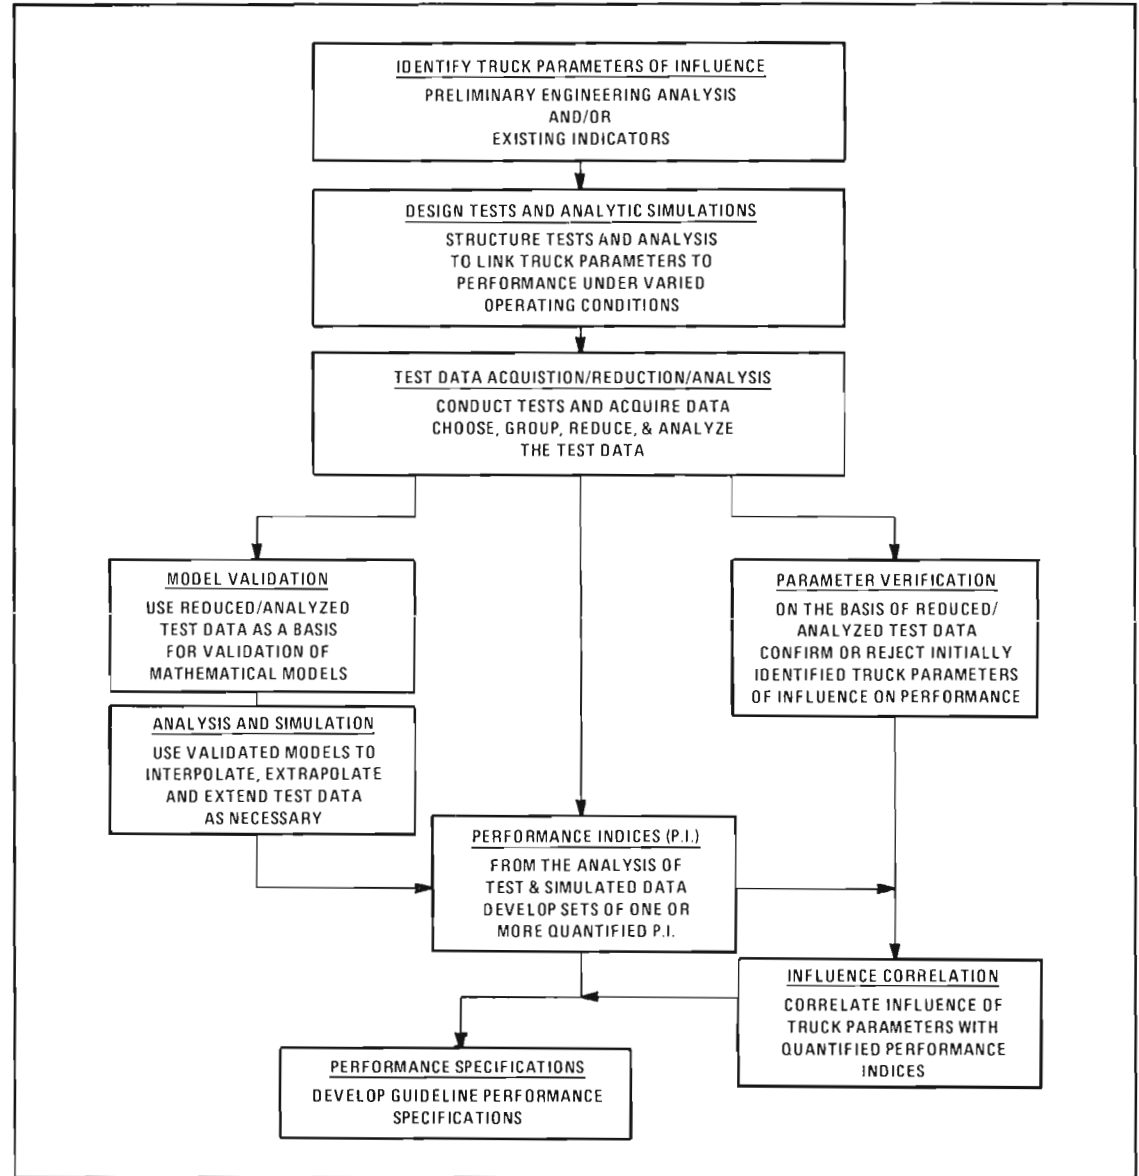 IDENTIFY TRUCK PARAMETERS OF INFLUENCE
PRELIMINARY ENGINEERING ANALYSIS
AND/OR
EXISTING INDICATORS
DESIGN TESTS AND ANALYTIC SIMULATIONS
STRUCTURE TESTS AND ANALYSIS
TO LINK TRUCK PARAMETERS TO
PERFORMANCE UNDER VARIED
OPERATING CONDITIONS
TEST DATA ACQUISTION/REDUCTION/ANALYSIS
CONDUCT TESTS AND ACQUIRE DATA
CHOOSE, GROUP, REDUCE, & ANALYZE
THE TEST DATA
MODEL VALIDATION
USE REDUCED/ANALYZED
TEST DATA AS A BASIS
FOR VALIDATION OF
MATHEMATICAL MODELS
ANALYSIS AND SIMULATION
USE VALIDATED MODELS TO
INTERPOLATE, EXTRAPOLATE
AND EXTEND TEST DATA
AS NECESSARY
PARAMETER VERIFICATION
ON THE BASIS OF REDUCED/
ANALYZED TEST DATA
CONFIRM OR REJECT INITIALLY
IDENTIFIED TRUCK PARAMETERS
OF INFLUENCE ON PERFORMANCE
PERFORMANCE INDICES (P.I.)
FROM THE ANALYSIS OF
TEST & SIMULATED DATA
DEVELOP SETS OF ONE OR
MORE QUANTIFIED P.I.
INFLUENCE CORRELATION
CORRELATE INFLUENCE OF
TRUCK PARAMETERS WITH
QUANTIFIED PERFORMANCE
INDICES
PERFORMANCE SPECIFICATIONS
DEVELOP GUIDELINE PERFORMANCE
SPECIFICATIONS